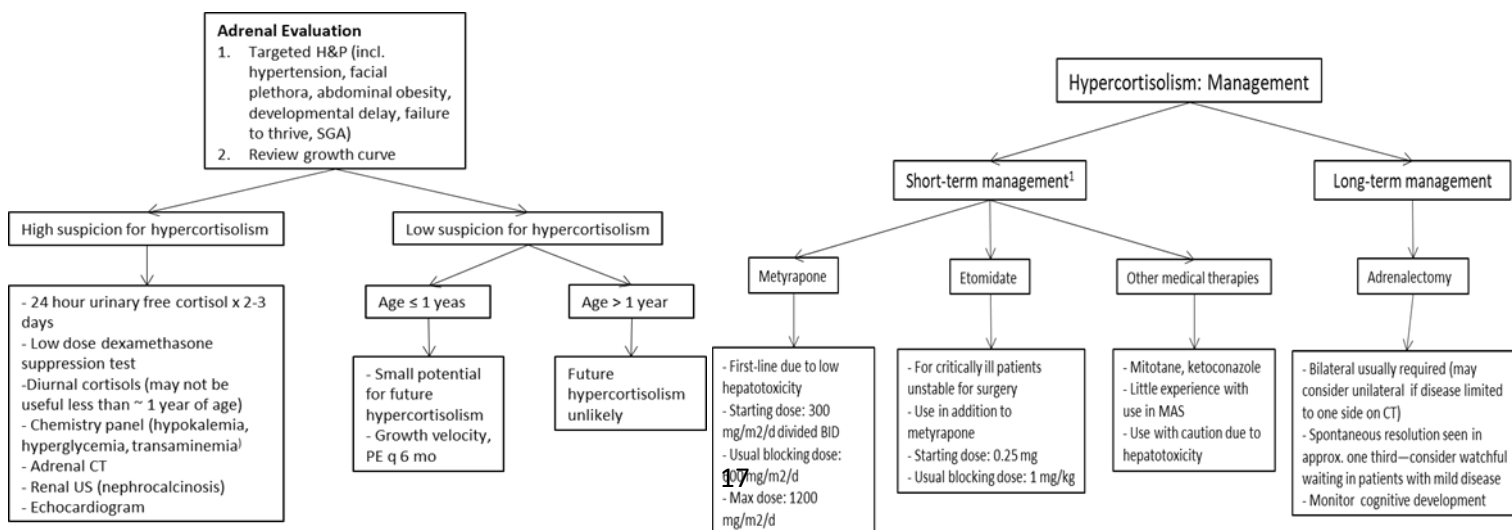 Adrenal Evaluation
1. Targeted H&P (incl.
hypertension, facial
plethora, abdominal obesity,
developmental delay, failure
to thrive, SGA)
2. Review growth curve
High suspicion for hypercortisolism
Low suspicion for hypercortisolism
- 24 hour urinary free cortisol x 2-3
days
- Low dose dexamethasone
suppression test
-Diurnal cortisols (may not be
useful less than ~ 1 year of age)
- Chemistry panel (hypokalemia,
hyperglycemia, transaminemia)
- Adrenal CT
- Renal US (nephrocalcinosis)
- Echocardiogram
Age ≤ 1 yeas
Age > 1 year
- Small potential
for future
hypercortisolism
- Growth velocity,
PE q 6 mo
Future
hypercortisolism
unlikely
Hypercortisolism: Management
Short-term management1
Long-term management
Metyrapone
Etomidate
Other medical therapies
Adrenalectomy
- First-line due to low
hepatotoxicity
- Starting dose: 300
mg/m2/d divided BID
- Usual blocking dose:
mg/m2/d
- Max dose: 1200
mg/m2/d
17
- For critically ill patients
unstable for surgery
- Use in addition to
metyrapone
- Starting dose: 0.25 mg
- Usual blocking dose: 1 mg/kg
- Mitotane, ketoconazole
- Little experience with
use in MAS
- Use with caution due to
hepatotoxicity
- Bilateral usually required (may
consider unilateral if disease limited
to one side on CT)
- Spontaneous resolution seen in
approx. one third—consider watchful
waiting in patients with mild disease
- Monitor cognitive development